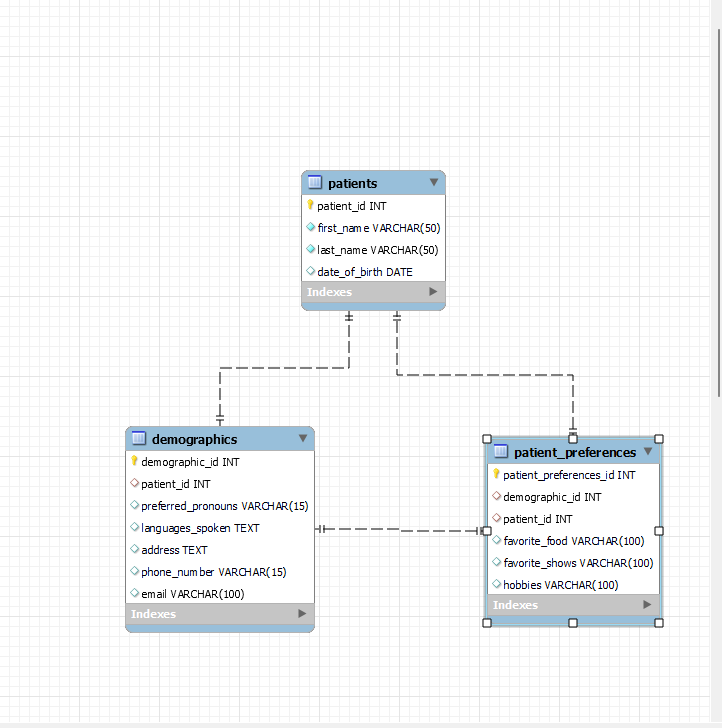 patients
patient_id INT
first_name VARCHAR(50)
last_name VARCHAR(50)
date_of_birth DATE
Indexes
demographics
demographic_id INT
patient_id INT
preferred_pronouns VARCHAR(15)
languages_spoken TEXT
address TEXT
phone_number VARCHAR(15)
email VARCHAR(100)
Indexes
patient_preferences
patient_preferences_id INT
demographic_id INT
patient_id INT
favorite_food VARCHAR(100)
favorite_shows VARCHAR(100)
hobbies VARCHAR(100)
Indexes